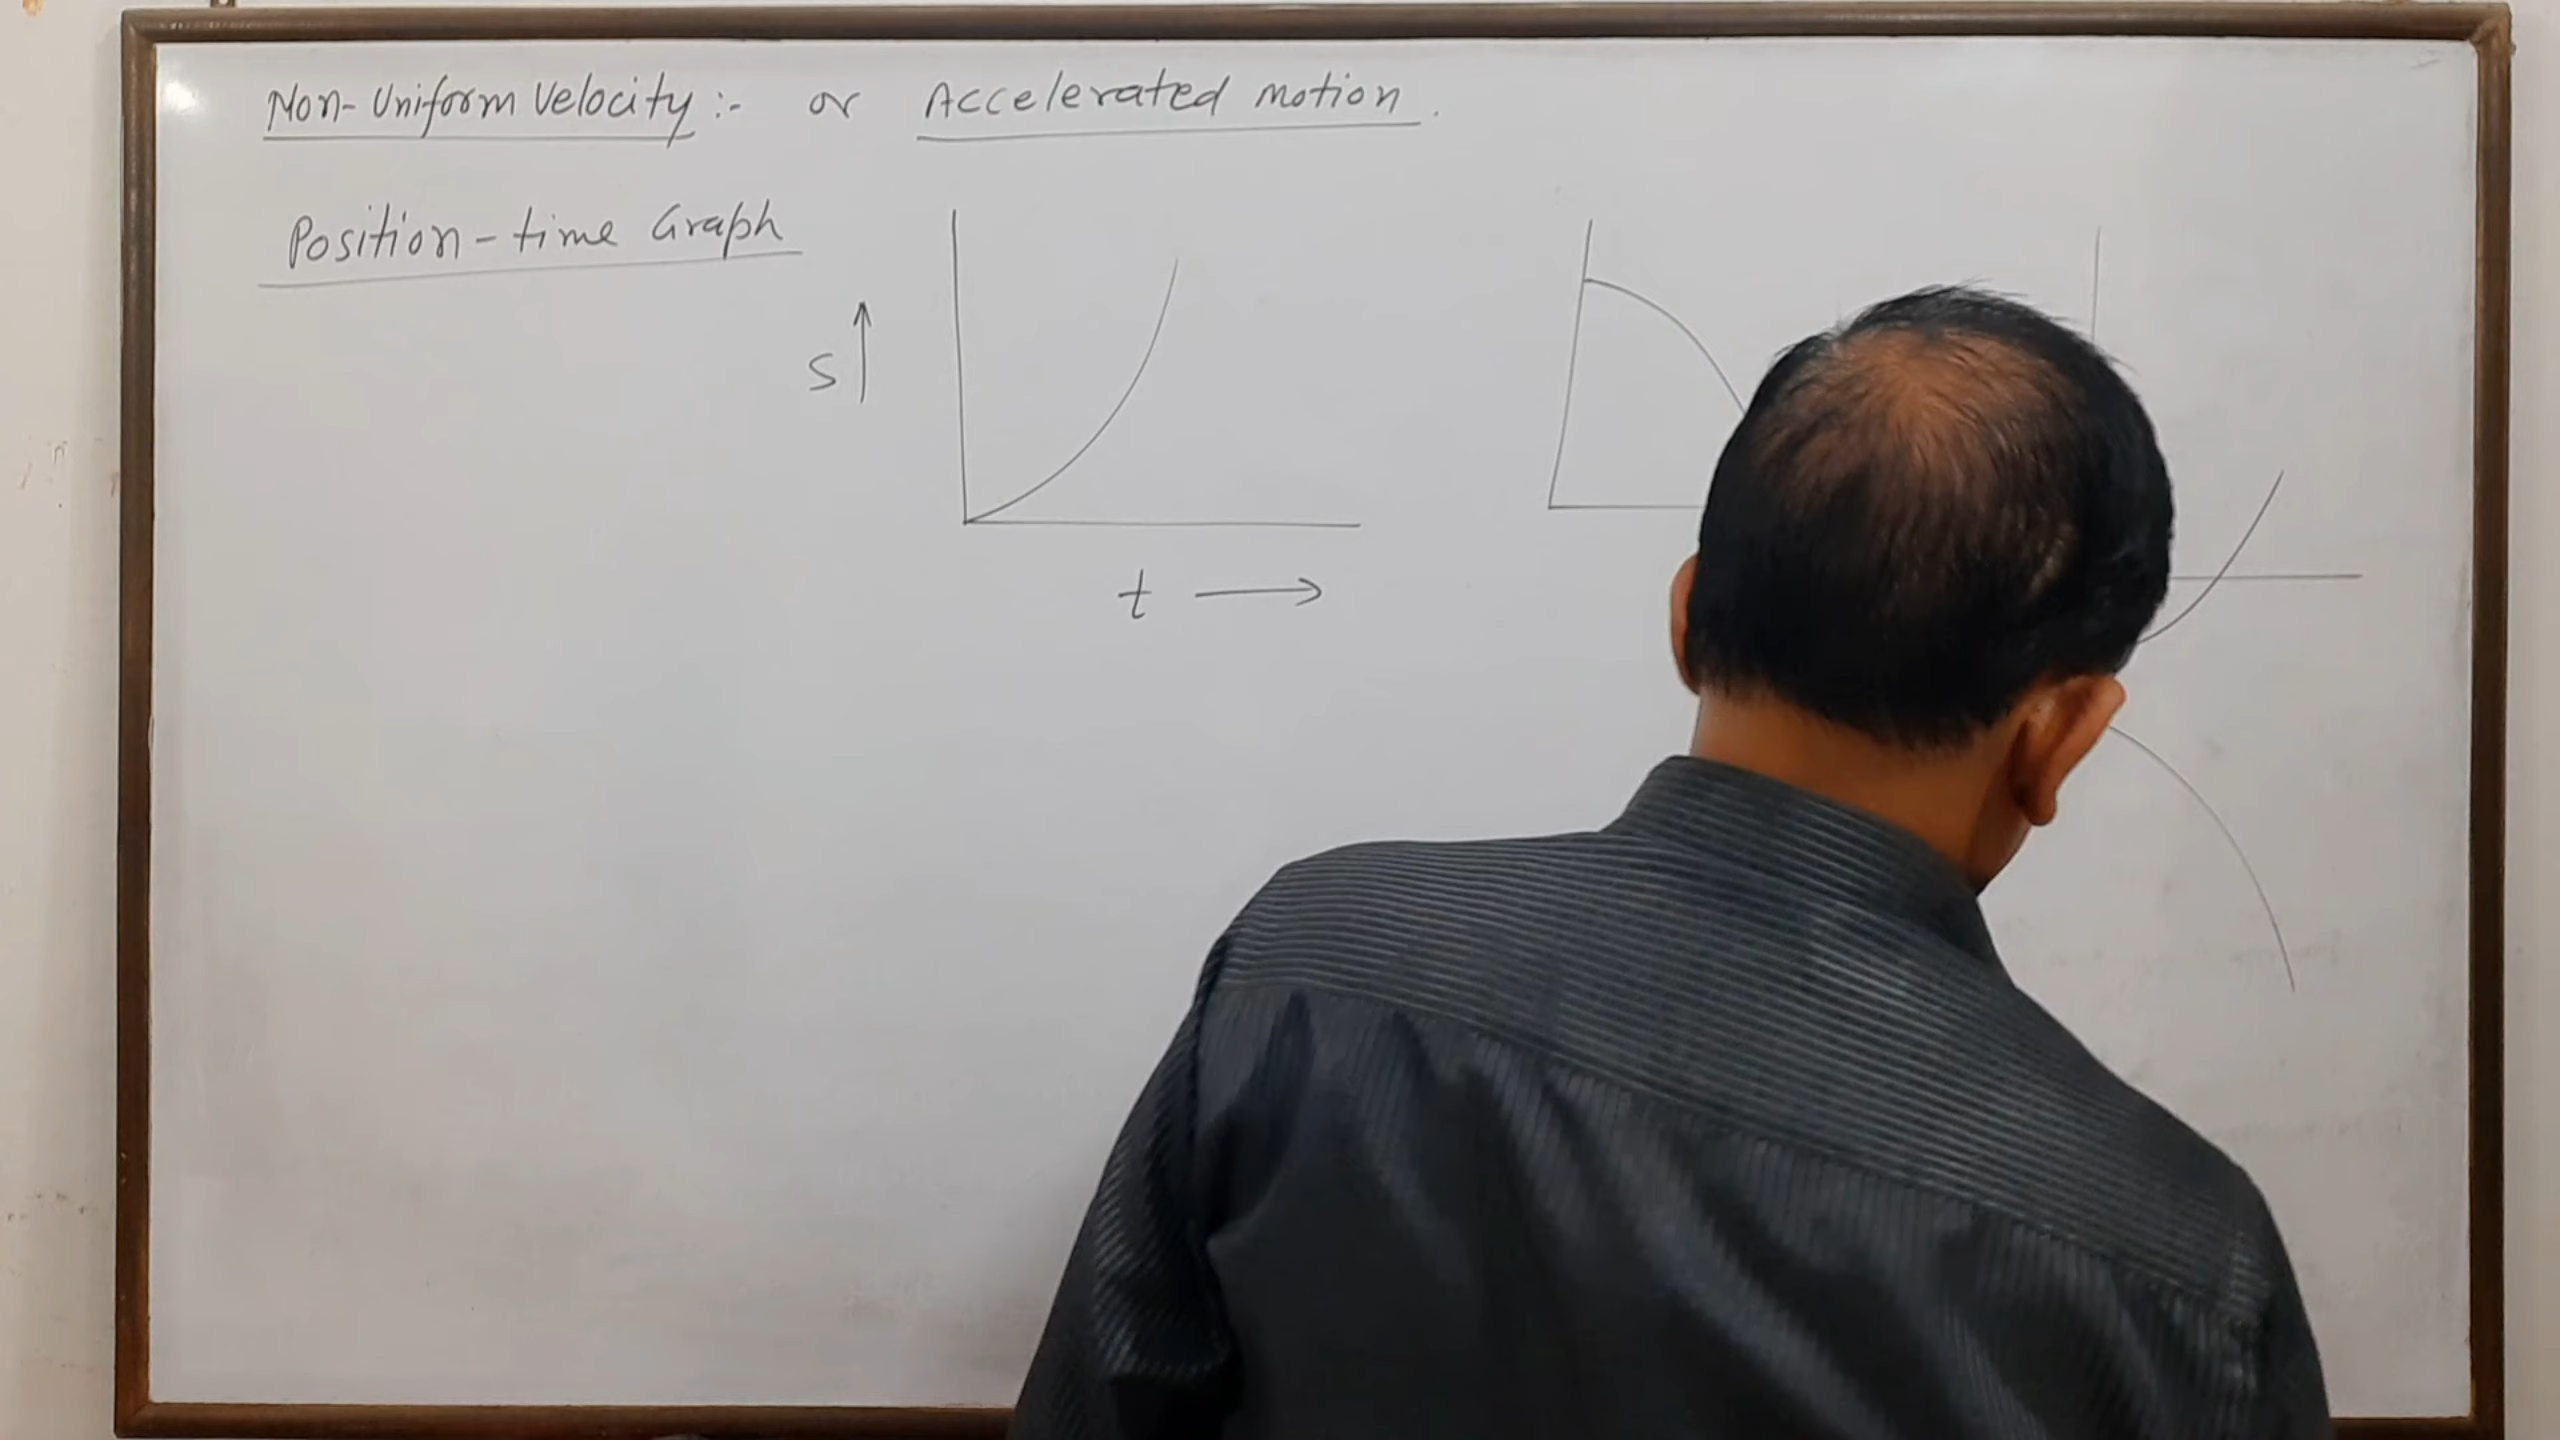 Non-Uniform Velocity :- or Accelerated motion.
Position-time Graph
S
t